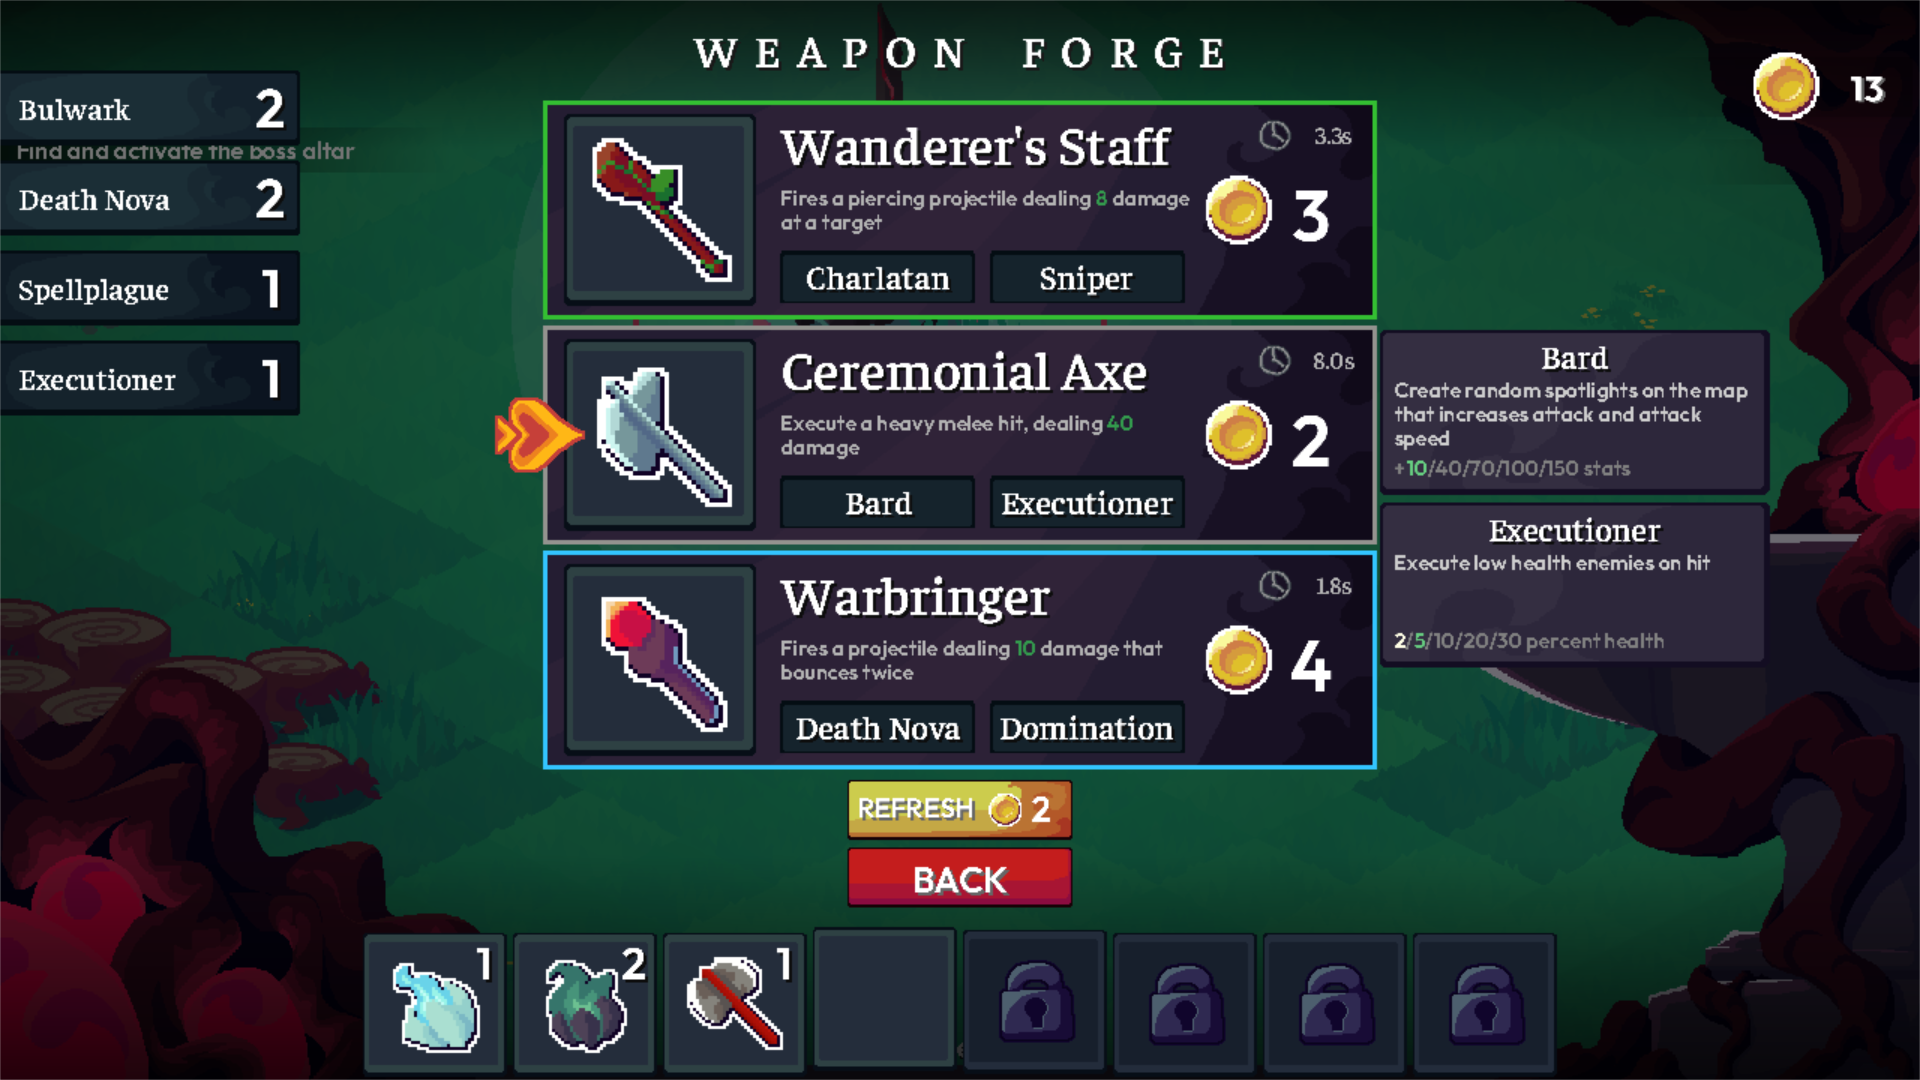 WEAPON FORGE
13
Bulwark 2
Find and activate the boss altar
Death Nova 2
Spellplague 1
Executioner 1
Wanderer's Staff
3.3s
Fires a piercing projectile dealing 8 damage
at a target
3
Charlatan Sniper
Ceremonial Axe
8.0s
Execute a heavy melee hit, dealing 40
damage
2
Bard Executioner
Warbringer
1.8s
Fires a projectile dealing 10 damage that
bounces twice
4
Death Nova Domination
Bard
Create random spotlights on the map
that increases attack and attack
speed
+10/40/70/100/150 stats
Executioner
Execute low health enemies on hit
2/5/10/20/30 percent health
REFRESH 2
BACK
1 2 1